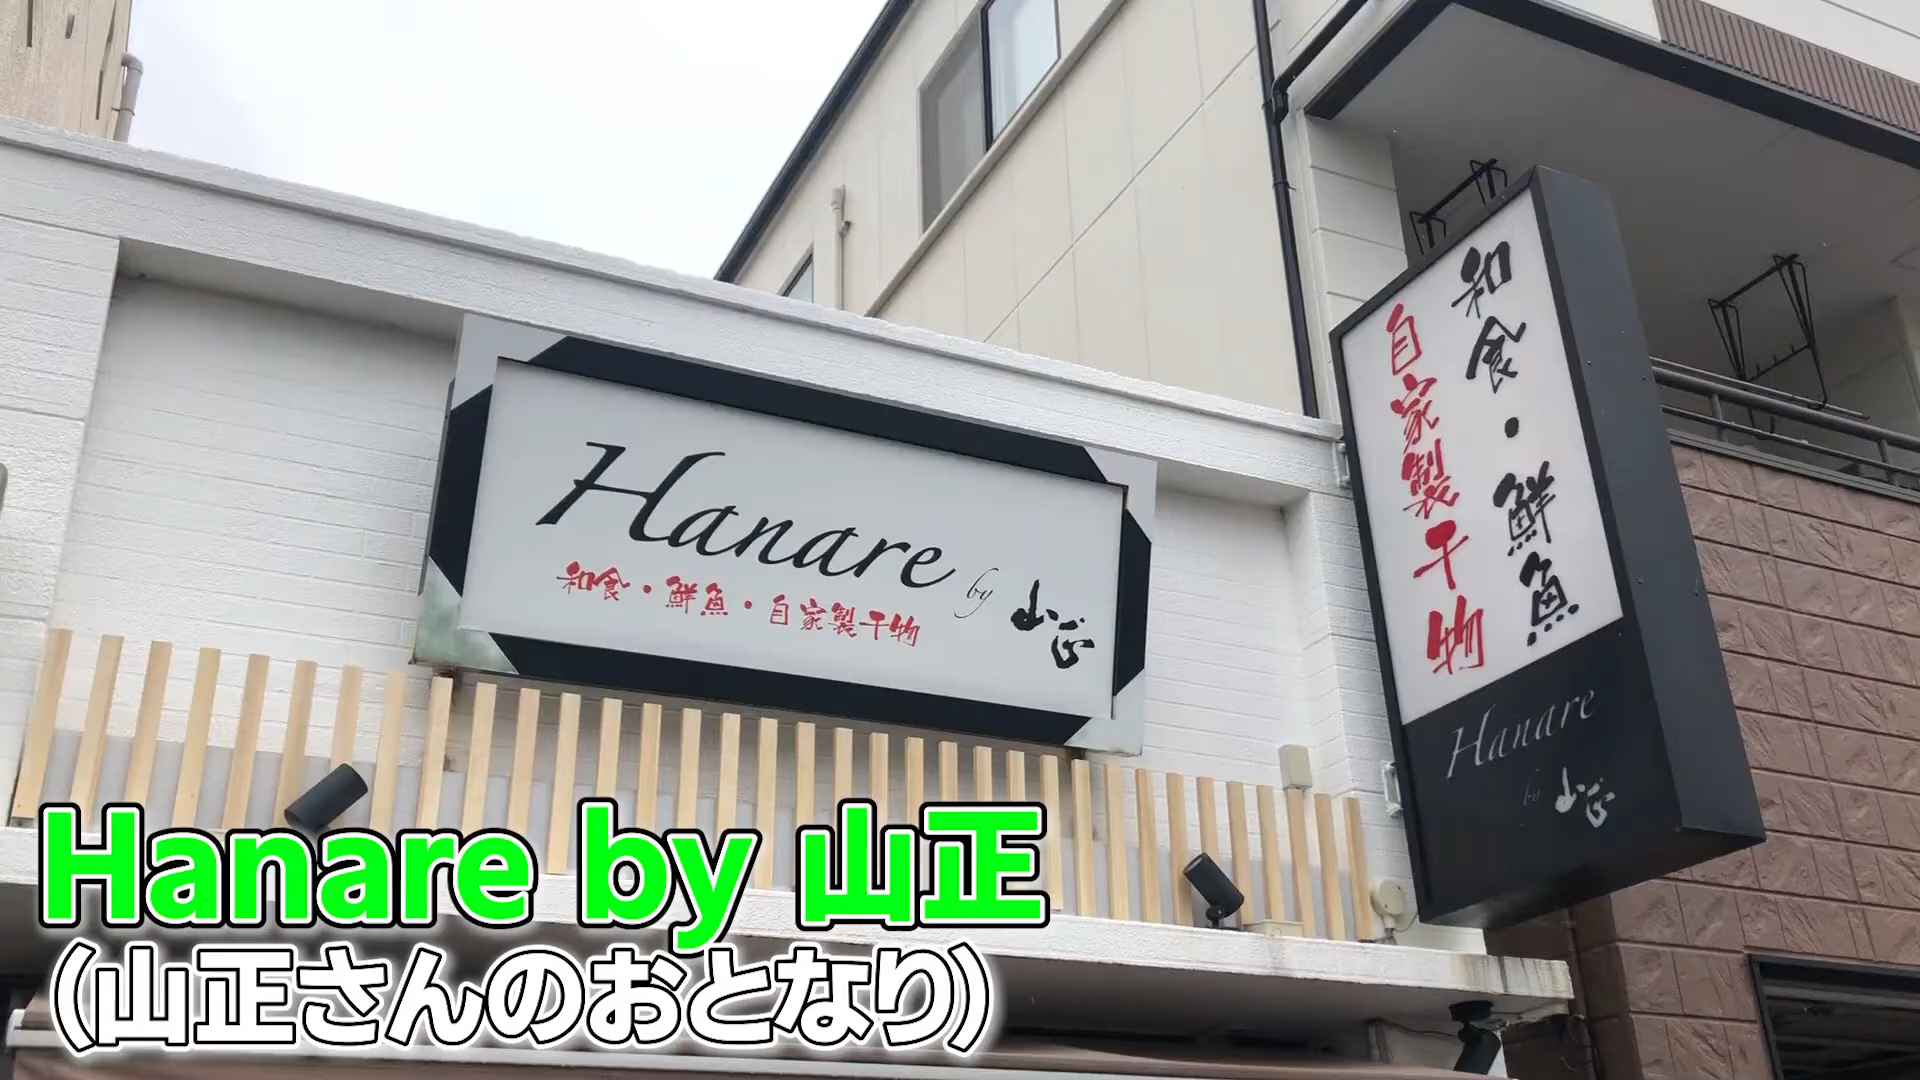 Hanare by 山正
和食・鮮魚・自家製干物
和食・鮮魚
自家製干物
Hanare
by 山正
Hanare by 山正
（山正さんのおとなり）